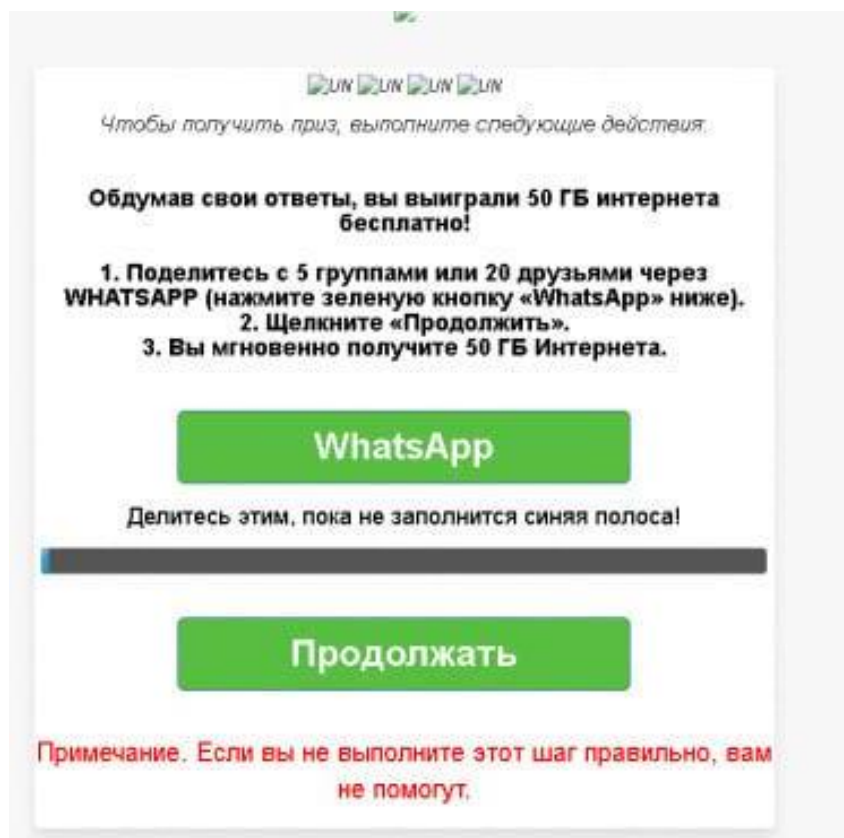 UN UN UN UN
Чтобы получить приз, выполните следующие действия:
Обдумав свои ответы, вы выиграли 50 ГБ интернета
бесплатно!
1. Поделитесь с 5 группами или 20 друзьями через
WHATSAPP (нажмите зеленую кнопку «WhatsApp» ниже).
2. Щелкните «Продолжить».
3. Вы мгновенно получите 50 ГБ Интернета.
WhatsApp
Делитесь этим, пока не заполнится синяя полоса!
Продолжать
Примечание. Если вы не выполните этот шаг правильно, вам
не помогут.